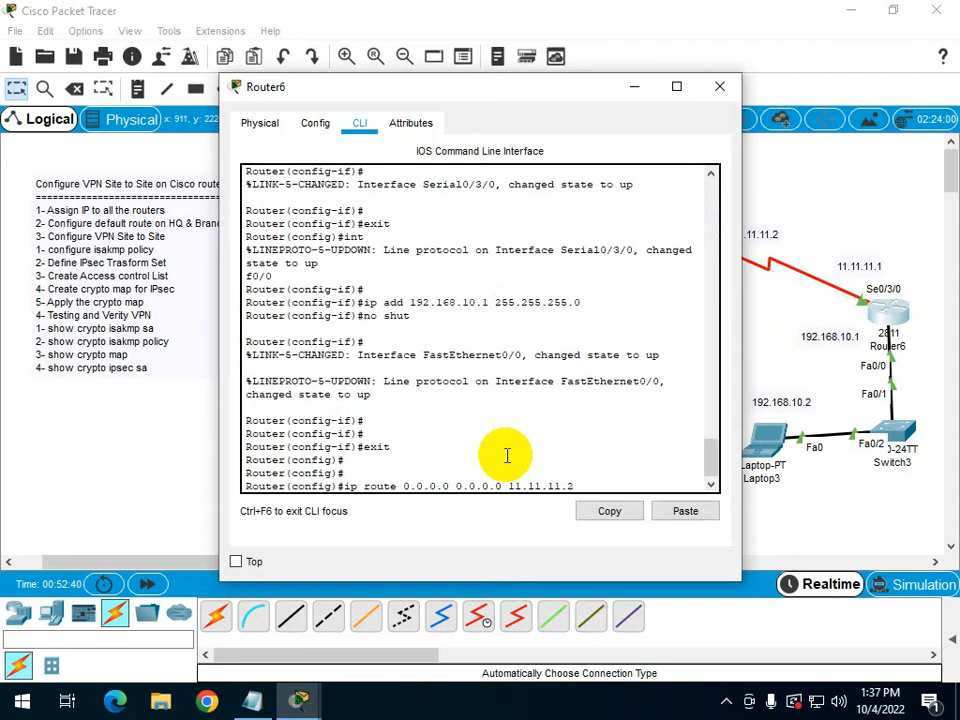 Cisco Packet Tracer
File Edit Options View Tools Extensions Help
?
Logical Physical x: 911, y: 222
02:24:00
Router6
Physical Config CLI Attributes
IOS Command Line Interface
Router(config-if)#
%LINK-5-CHANGED: Interface Serial0/3/0, changed state to up
Router(config-if)#
Router(config-if)#exit
Router(config)#int
%LINEPROTO-5-UPDOWN: Line protocol on Interface Serial0/3/0, changed
state to up
f0/0
Router(config-if)#
Router(config-if)#ip add 192.168.10.1 255.255.255.0
Router(config-if)#no shut
Router(config-if)#
%LINK-5-CHANGED: Interface FastEthernet0/0, changed state to up
%LINEPROTO-5-UPDOWN: Line protocol on Interface FastEthernet0/0,
changed state to up
Router(config-if)#
Router(config-if)#
Router(config-if)#exit
Router(config)#
Router(config)#
Router(config)#ip route 0.0.0.0 0.0.0.0 11.11.11.2
Ctrl+F6 to exit CLI focus
Copy Paste
Top
Configure VPN Site to Site on Cisco route
1- Assign IP to all the routers
2- Configure default route on HQ & Bran
3- Configure VPN Site to Site
1- configure isakmp policy
2- Define IPsec Trasform Set
3- Create Access control List
4- Create crypto map for IPsec
5- Apply the crypto map
4- Testing and Verity VPN
1- show crypto isakmp sa
2- show crypto isakmp policy
3- show crypto map
4- show crypto ipsec sa
.11.11.2
11.11.11.1
Se0/3/0
2811
Router6
192.168.10.1
Fa0/0
Fa0/1
192.168.10.2
Fa0/2
Fa0
0-24TT
Switch3
Laptop-PT
Laptop3
Time: 00:52:40
Realtime Simulation
Automatically Choose Connection Type
1:37 PM
10/4/2022
1